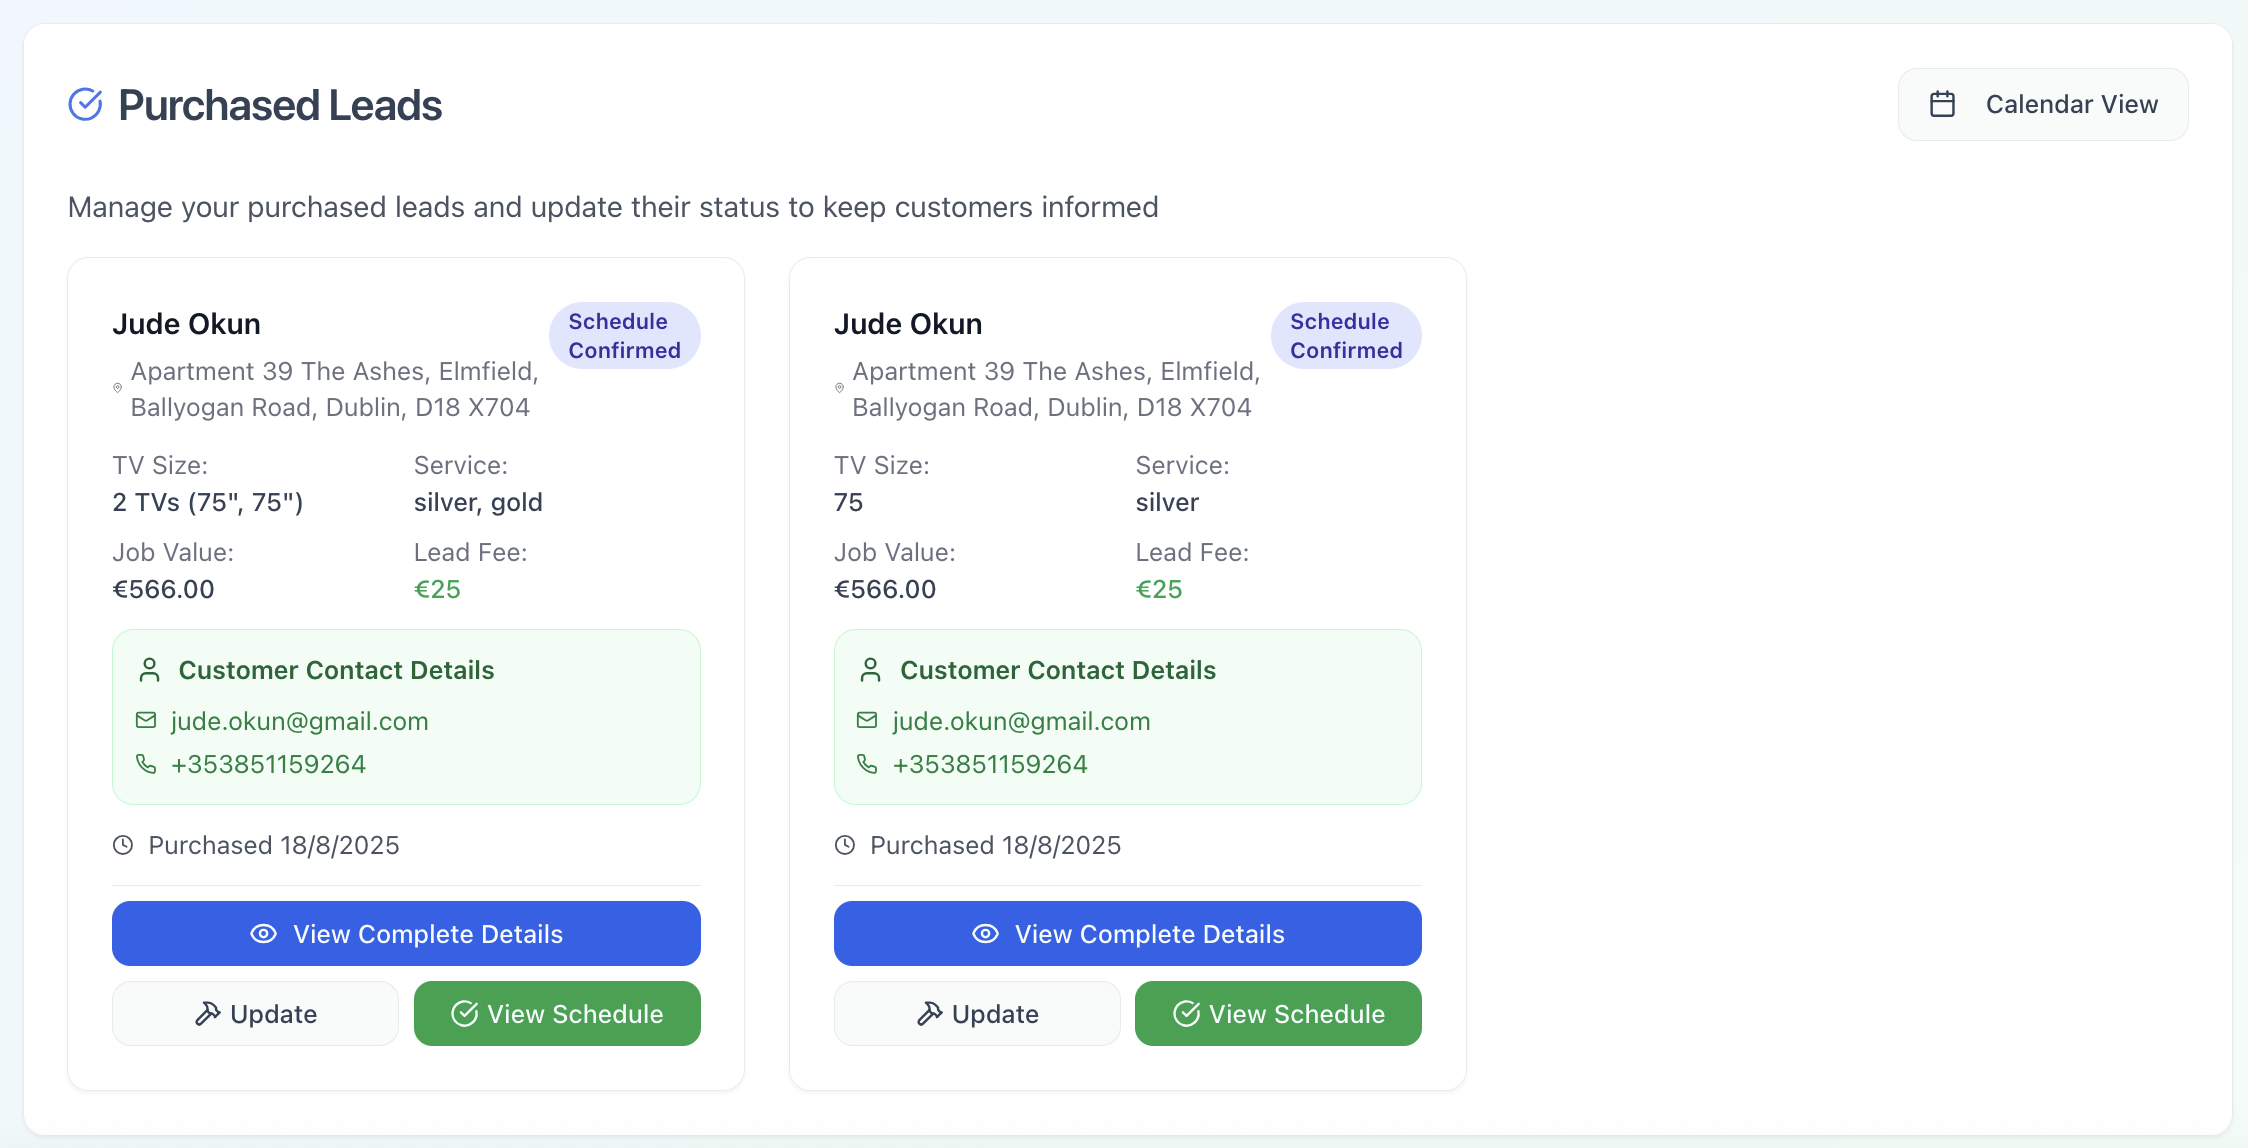 Purchased Leads
Calendar View
Manage your purchased leads and update their status to keep customers informed
Jude Okun
Schedule
Confirmed
Apartment 39 The Ashes, Elmfield,
Ballyogan Road, Dublin, D18 X704
TV Size:
Service:
2 TVs (75", 75")
silver, gold
Job Value:
Lead Fee:
€566.00
€25
Customer Contact Details
jude.okun@gmail.com
+353851159264
Purchased 18/8/2025
View Complete Details
Update
View Schedule
Jude Okun
Schedule
Confirmed
Apartment 39 The Ashes, Elmfield,
Ballyogan Road, Dublin, D18 X704
TV Size:
Service:
75
silver
Job Value:
Lead Fee:
€566.00
€25
Customer Contact Details
jude.okun@gmail.com
+353851159264
Purchased 18/8/2025
View Complete Details
Update
View Schedule